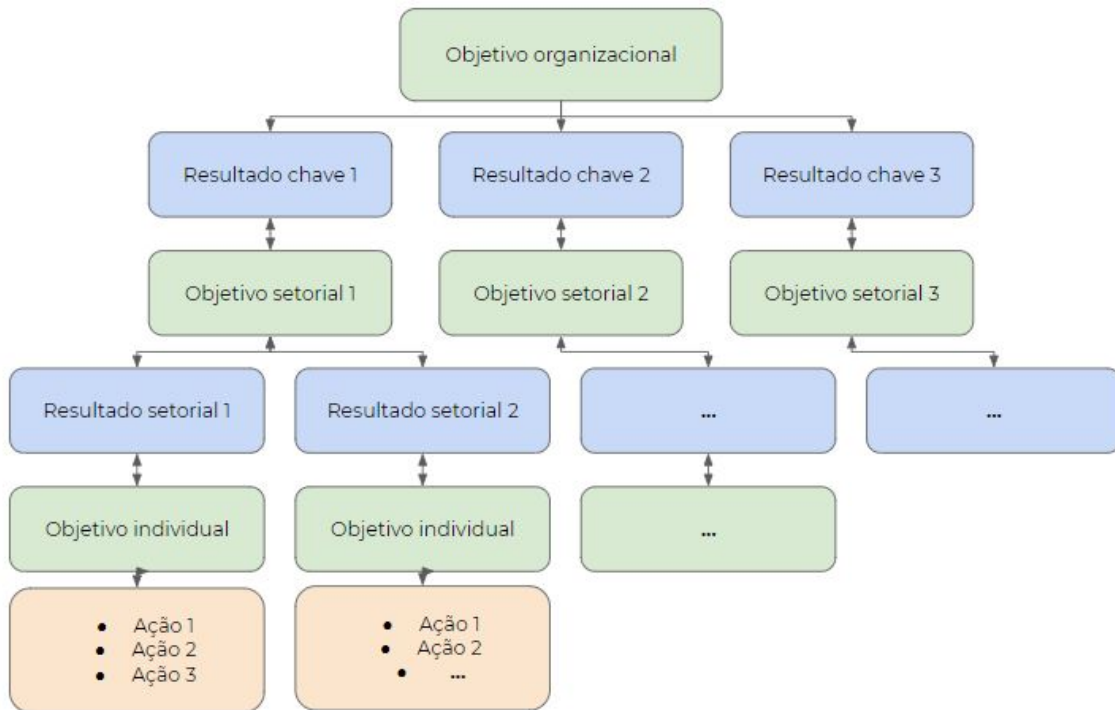 Objetivo organizacional
Resultado chave 1
Resultado chave 2
Resultado chave 3
Objetivo setorial 1
Objetivo setorial 2
Objetivo setorial 3
Resultado setorial 1
Resultado setorial 2
...
...
Objetivo individual
Objetivo individual
...
● Ação 1
● Ação 2
● Ação 3
● Ação 1
● Ação 2
● ...